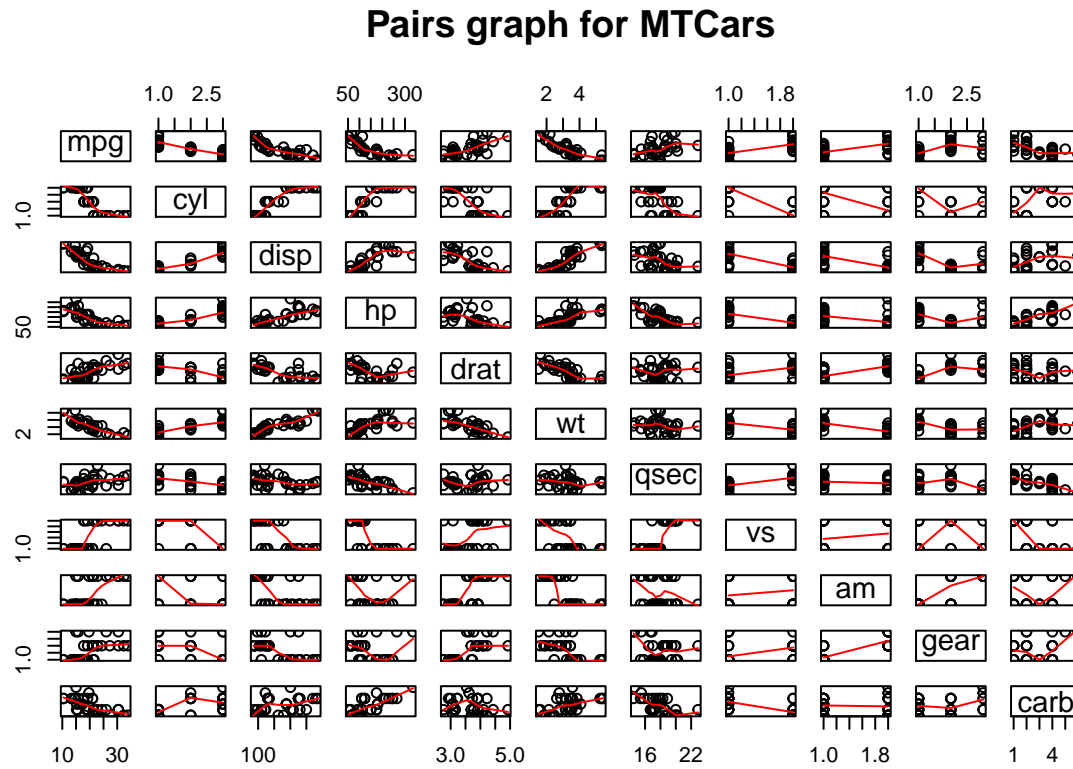 Pairs graph for MTCars
1.0 2.5 50 300 2 4 1.0 1.8 1.0 2.5
mpg
1.0 cyl
disp
50 hp
drat
2 wt
qsec
1.0 vs
am
1.0 gear
carb
10 30 100 3.0 5.0 16 22 1.0 1.8 1 4